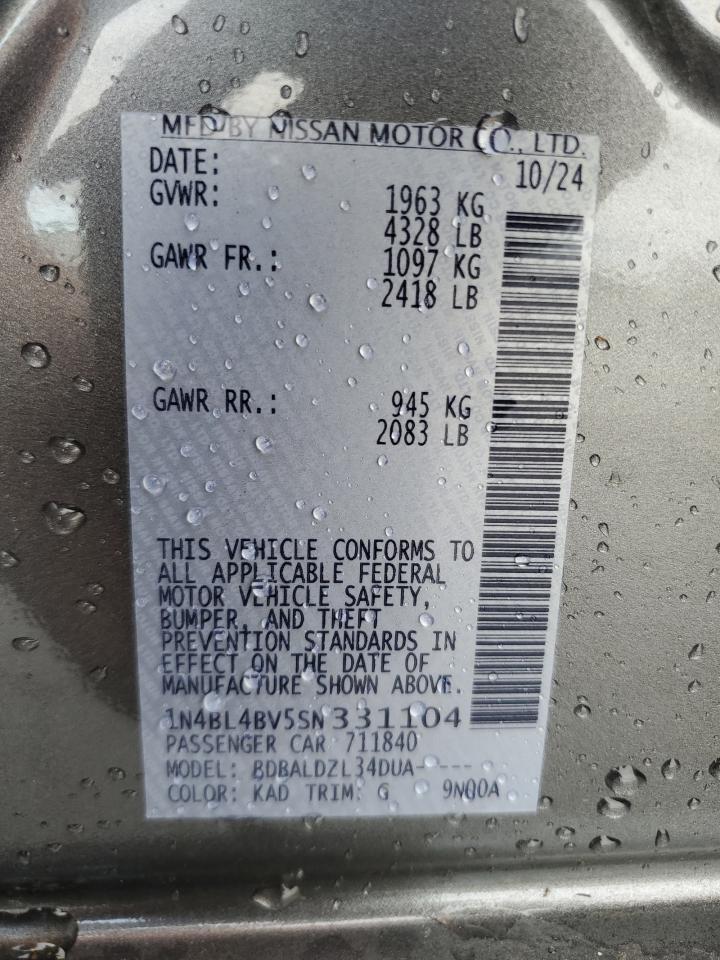 MFD BY NISSAN MOTOR CO., LTD.
DATE: 10/24
GVWR: 1963 KG
4328 LB
GAWR FR.: 1097 KG
2418 LB
GAWR RR.: 945 KG
2083 LB
THIS VEHICLE CONFORMS TO
ALL APPLICABLE FEDERAL
MOTOR VEHICLE SAFETY,
BUMPER, AND THEFT
PREVENTION STANDARDS IN
EFFECT ON THE DATE OF
MANUFACTURE SHOWN ABOVE.
1N4BL4BV5SN331104
PASSENGER CAR 711840
MODEL: BDBALDZL34DUA- ---
COLOR: KAD TRIM: G 9N00A